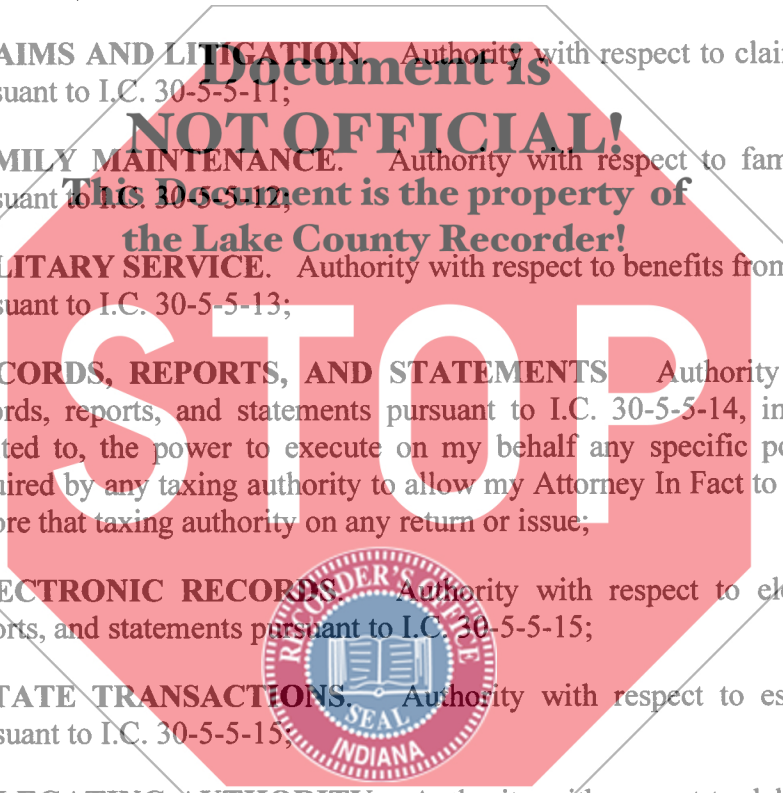 AIMS AND LITIGATION. Authority with respect to clai
suant to I.C. 30-5-5-11;
Document is
NOT OFFICIAL!
MILY MAINTENANCE. Authority with respect to fam
suant to I.C. 30-5-5-12;
This Document is the property of
the Lake County Recorder!
LITARY SERVICE. Authority with respect to benefits from
suant to I.C. 30-5-5-13;
STOP
CORDS, REPORTS, AND STATEMENTS Authority
rds, reports, and statements pursuant to I.C. 30-5-5-14, in
ted to, the power to execute on my behalf any specific po
uired by any taxing authority to allow my Attorney In Fact to
ore that taxing authority on any return or issue;
ECTRONIC RECORDS. Authority with respect to ele
orts, and statements pursuant to I.C. 30-5-5-15;
TATE TRANSACTIONS. Authority with respect to es
suant to I.C. 30-5-5-15;
RECORDER'S OFFICE
SEAL
INDIANA